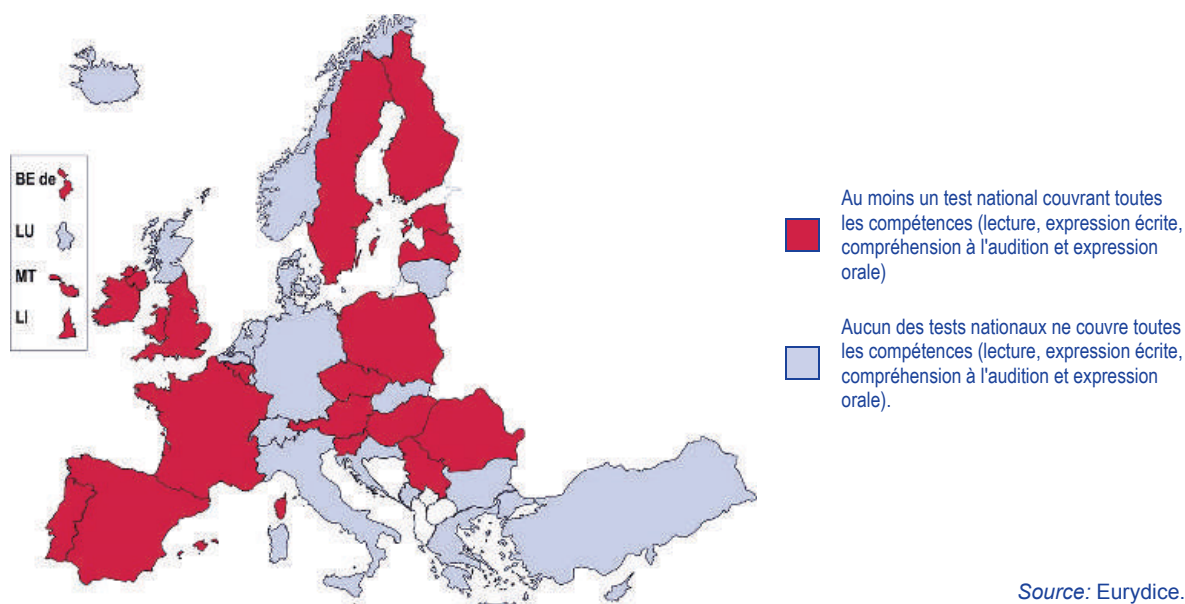 BE de
LU
MT
LI
Au moins un test national couvrant toutes
les compétences (lecture, expression écrite,
compréhension à l'audition et expression
orale)
Aucun des tests nationaux ne couvre toutes
les compétences (lecture, expression écrite,
compréhension à l'audition et expression
orale).
Source: Eurydice.